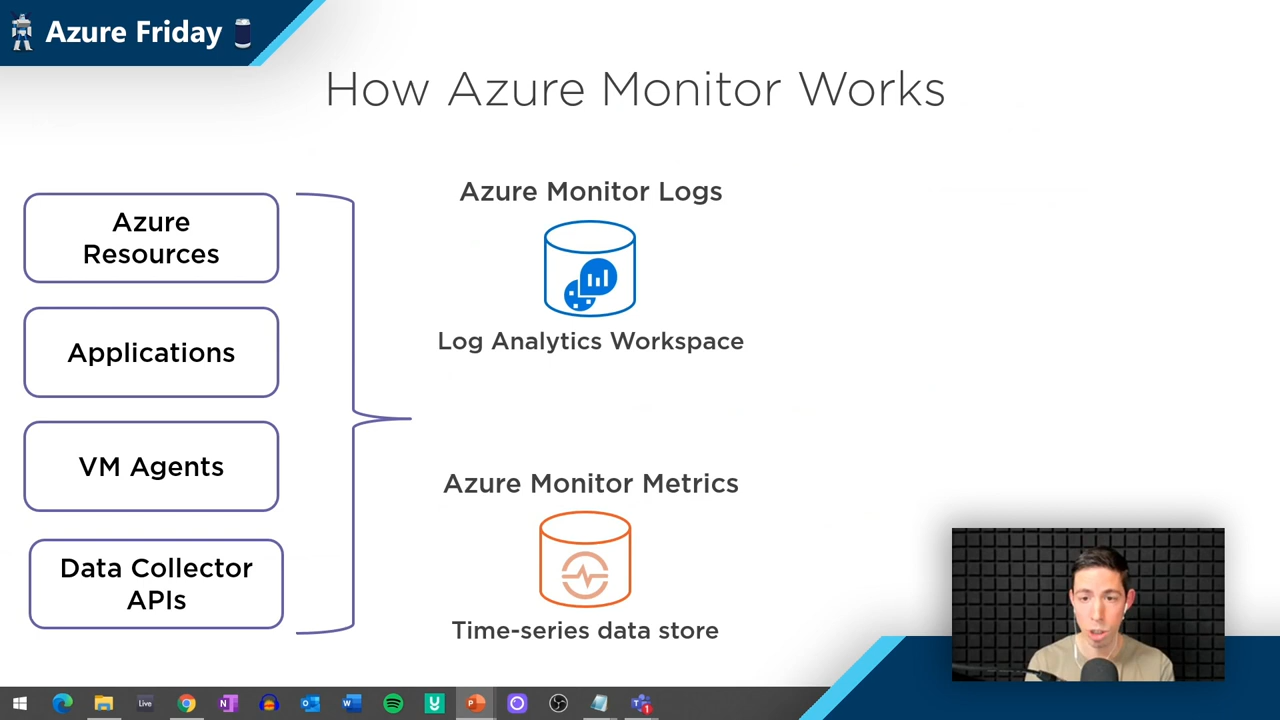 Azure Friday
How Azure Monitor Works
Azure
Resources
Applications
VM Agents
Data Collector
APIs
Azure Monitor Logs
Log Analytics Workspace
Azure Monitor Metrics
Time-series data store
Live